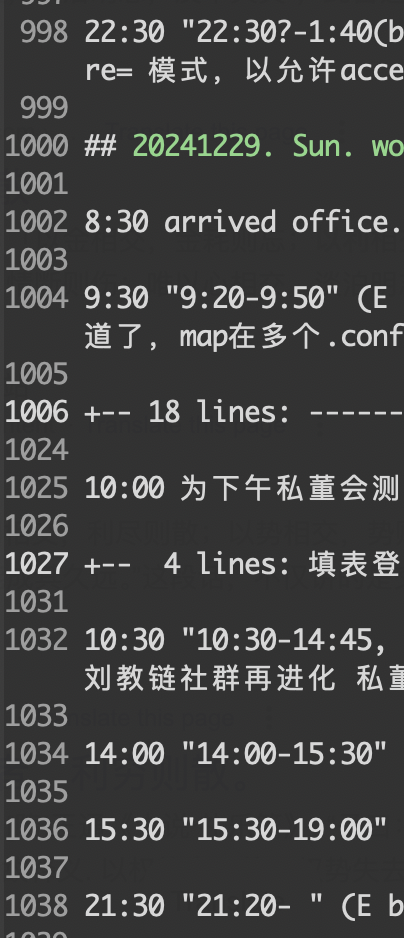 998 22:30 "22:30?-1:40(b
re= 模式，以允许acce
999
1000 ## 20241229. Sun. wo
1001
1002 8:30 arrived office.
1003
1004 9:30 "9:20-9:50" (E
道了，map在多个.conf
1005
1006 +-- 18 lines: ------
1024
1025 10:00 为下午私董会测
1026
1027 +--  4 lines: 填表登
1031
1032 10:30 "10:30-14:45,
刘教链社群再进化 私董
1033
1034 14:00 "14:00-15:30"
1035
1036 15:30 "15:30-19:00"
1037
1038 21:30 "21:20- " (E b